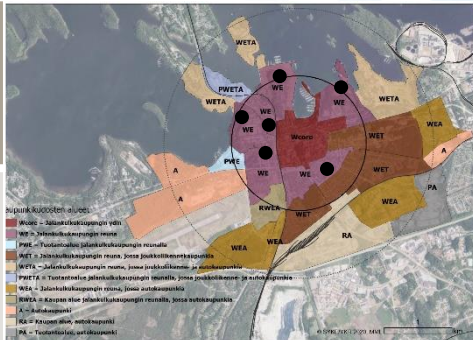 WETA
PWETA
WE
WE
WETA
WETA
WE
WE
WEA
Wcore
WET
A
PWE
A
WE
WE
PA
A
RWEA
WET
RA
WEA
WEA
aupunkikudosten alueet
Wcore = Jalankulkukaupungin ydin
WE = Jalankulkukaupungin reuna
PWE = Tuotantoalue jalankulkukaupungin reunalla
WET = Jalankulkukaupungin reuna, jossa joukkoliikennekaupunkia
WETA = Jalankulkukaupungin reuna, jossa joukkoliikenne- ja autokaupunkia
PWETA = Tuotantoalue jalankulkukaupungin reunalla, jossa joukkoliikenne- ja autokaupunkia
WEA = Jalankulkukaupungin reuna, jossa autokaupunkia
RWEA = Kaupan alue jalankulkukaupungin reunalla, jossa autokaupunkia
A = Autokaupunki
RA = Kaupan alue, autokaupunki
PA = Tuotantoalue, autokaupunki